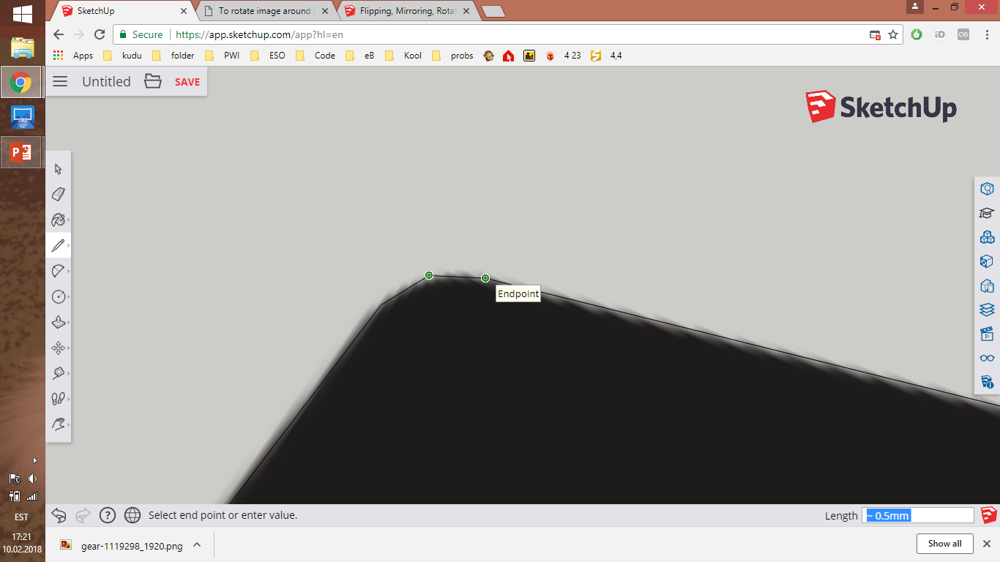 SketchUp
To rotate image around
Flipping, Mirroring, Rotat
Secure
https://app.sketchup.com/app?hl=en
iD
Apps
kudu
folder
PWI
ESO
Code
eB
Kool
probs
4 23
4,4
Untitled
SAVE
SketchUp
Endpoint
Select end point or enter value.
Length
~ 0.5mm
EST
17:21
10.02.2018
gear-1119298_1920.png
Show all